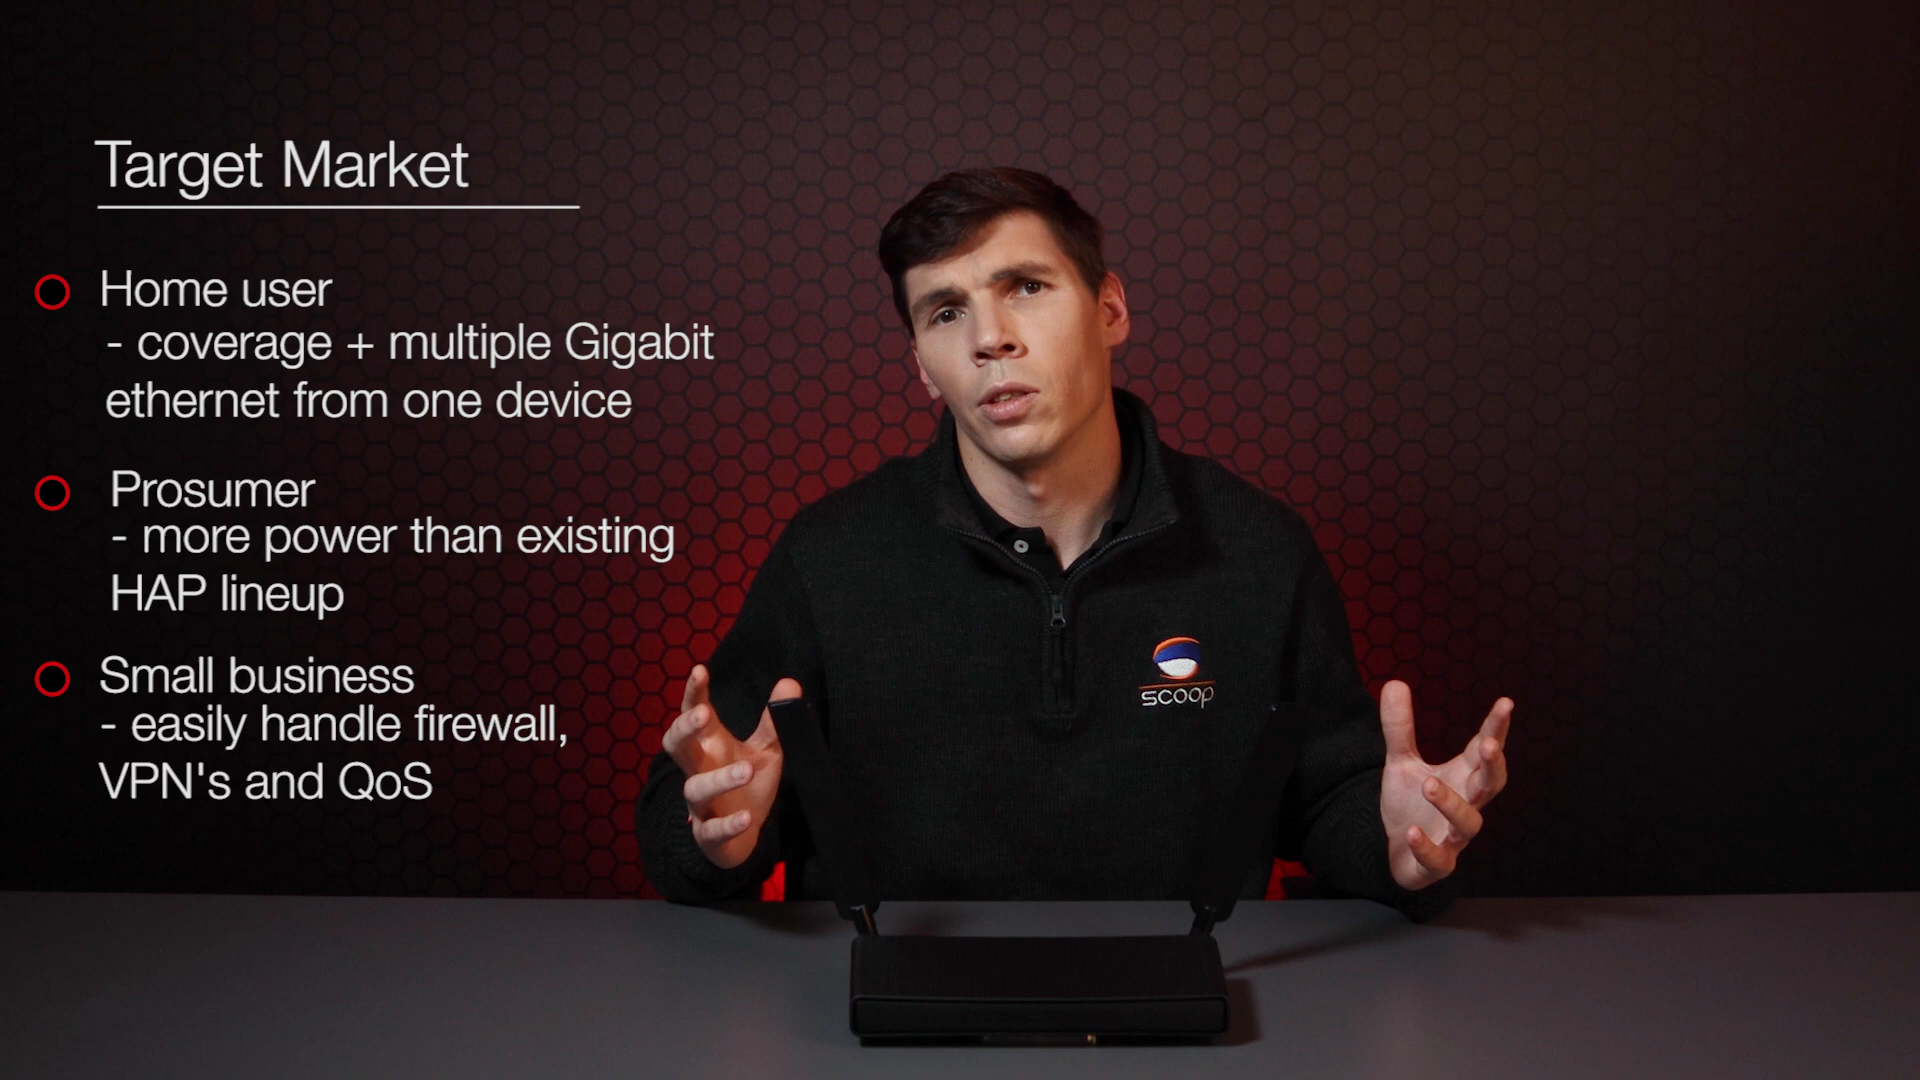 Target Market
Home user
- coverage + multiple Gigabit
ethernet from one device
Prosumer
- more power than existing
HAP lineup
Small business
- easily handle firewall,
VPN's and QoS
scoop